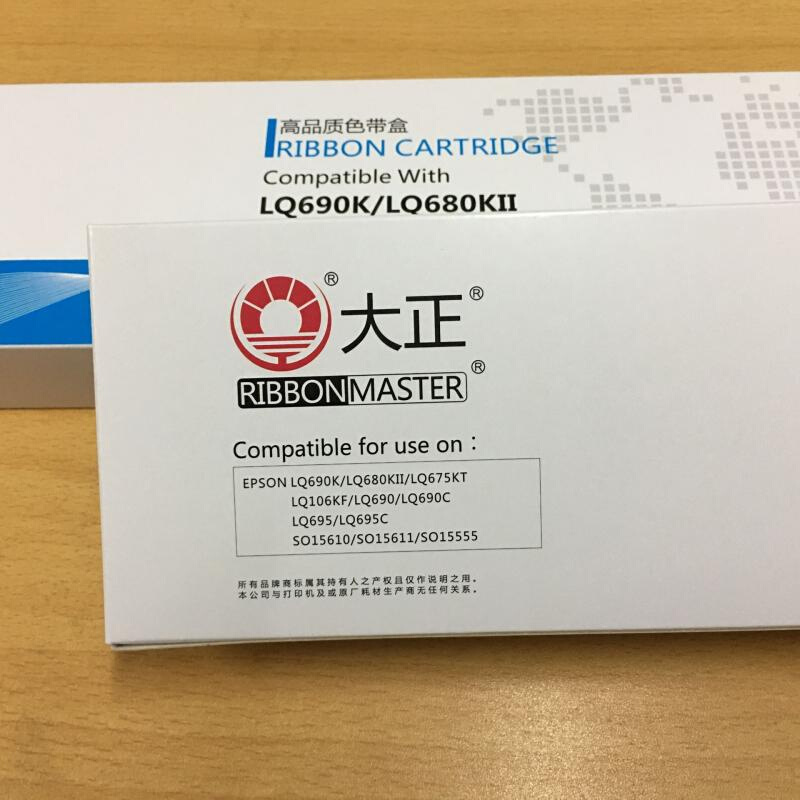 高品质色带盒
RIBBON CARTRIDGE
Compatible With
LQ690K/LQ680KII
大正
RIBBONMASTER
Compatible for use on：
EPSON LQ690K/LQ680KII/LQ675KT
LQ106KF/LQ690/LQ690C
LQ695/LQ695C
SO15610/SO15611/SO15555
所有品牌商标属其持有人之产权且仅作说明之用。
本公司与打印机及或原厂耗材生产商无任何关系。